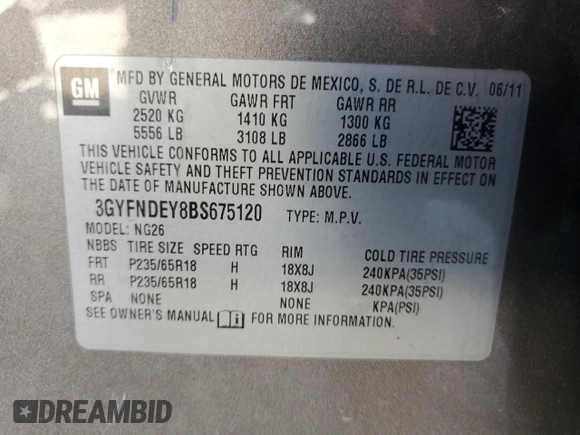 GM
MFD BY GENERAL MOTORS DE MEXICO, S. DE R.L. DE C.V. 06/11
GVWR GAWR FRT GAWR RR
2520 KG 1410 KG 1300 KG
5556 LB 3108 LB 2866 LB
THIS VEHICLE CONFORMS TO ALL APPLICABLE U.S. FEDERAL MOTOR
VEHICLE SAFETY AND THEFT PREVENTION STANDARDS IN EFFECT ON
THE DATE OF MANUFACTURE SHOWN ABOVE.
3GYFNDEY8BS675120 TYPE: M.P.V.
MODEL: NG26
NBBS TIRE SIZE SPEED RTG RIM COLD TIRE PRESSURE
FRT P235/65R18 H 18X8J 240KPA(35PSI)
RR P235/65R18 H 18X8J 240KPA(35PSI)
SPA NONE NONE KPA(PSI)
SEE OWNER'S MANUAL FOR MORE INFORMATION.
DREAMBID